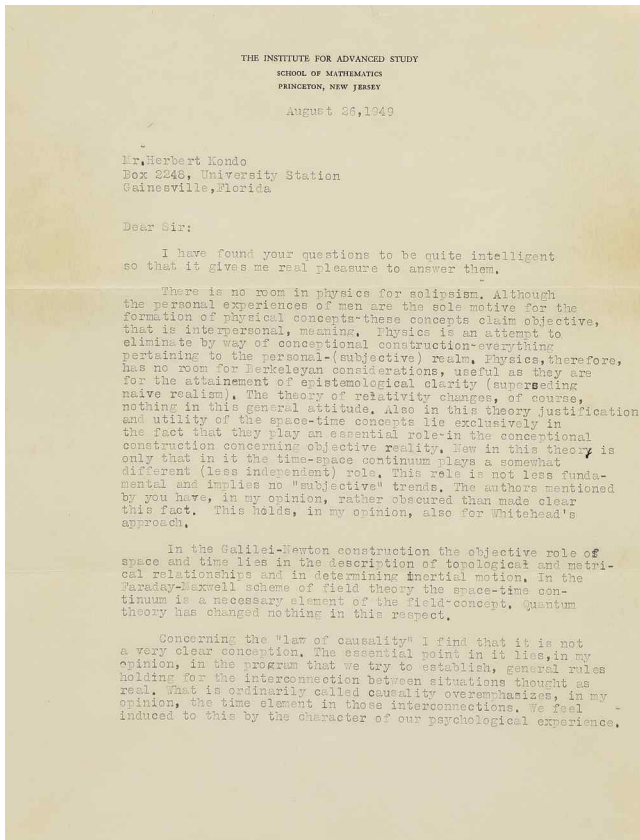 THE INSTITUTE FOR ADVANCED STUDY
SCHOOL OF MATHEMATICS
PRINCETON, NEW JERSEY
August 26,1949
Mr.Herbert Kondo
Box 2248, University Station
Gainesville,Florida
Dear Sir:
I have found your questions to be quite intelligent
so that it gives me real pleasure to answer them.
There is no room in physics for solipsism. Although
the personal experiences of men are the sole motive for the
formation of physical concepts-these concepts claim objective,
that is interpersonal, meaning. Physics is an attempt to
eliminate by way of conceptional construction-everything
pertaining to the personal-(subjective) realm. Physics,therefore,
has no room for Berkeleyan considerations, useful as they are
for the attainement of epistemological clarity (superseding
naive realism). The theory of relativity changes, of course,
nothing in this general attitude. Also in this theory justification
and utility of the space-time concepts lie exclusively in
the fact that they play an essential role-in the conceptional
construction concerning objective reality. New in this theory is
only that in it the time-space continuum plays a somewhat
different (less independent) role. This role is not less funda-
mental and implies no "subjective" trends. The authors mentioned
by you have, in my opinion, rather obscured than made clear
this fact. This holds, in my opinion, also for Whitehead's
approach.
In the Galilei-Newton construction the objective role of
space and time lies in the description of topological and metri-
cal relationships and in determining inertial motion. In the
Faraday-Maxwell scheme of field theory the space-time con-
tinuum is a necessary element of the field-concept. Quantum
theory has changed nothing in this respect.
Concerning the "law of causality" I find that it is not
a very clear conception. The essential point in it lies,in my
opinion, in the program that we try to establish, general rules
holding for the interconnection between situations thought as
real. What is ordinarily called causality overemphasizes, in my
opinion, the time element in those interconnections. We feel
induced to this by the character of our psychological experience.